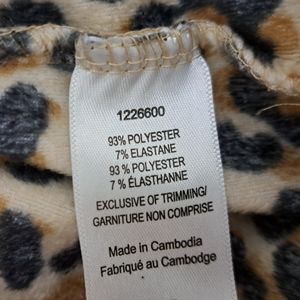 1226600
93% POLYESTER
7% ELASTANE
93 % POLYESTER
7 % ÉLASTHANNE
EXCLUSIVE OF TRIMMING/
GARNITURE NON COMPRISE
Made in Cambodia
Fabriqué au Cambodge